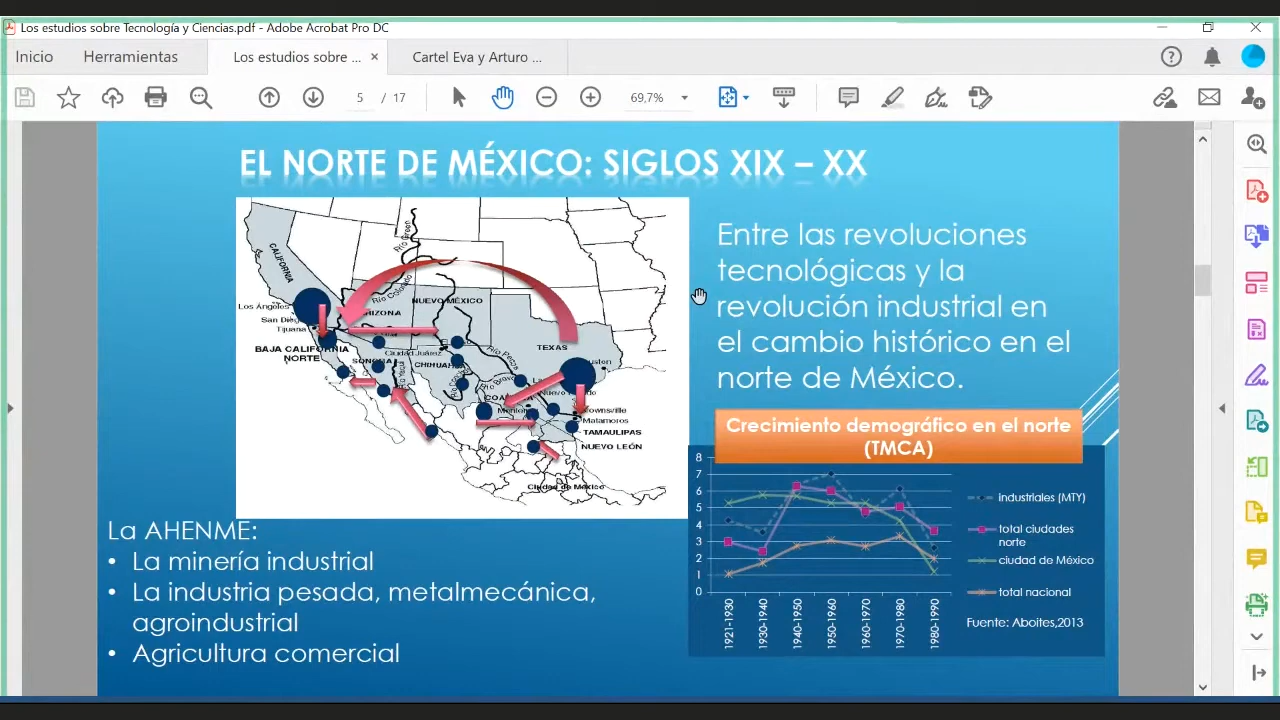 Los estudios sobre Tecnología y Ciencias.pdf - Adobe Acrobat Pro DC
Inicio
Herramientas
Los estudios sobre ...
Cartel Eva y Arturo ...
5 / 17
69,7%
EL NORTE DE MÉXICO: SIGLOS XIX – XX
CALIFORNIA
Río Green
Río Colorado
NUEVO MÉXICO
Los Ángeles
San Diego
Tijuana
BAJA CALIFORNIA
NORTE
SONORA
Ciudad Juárez
CHIHUAHUA
TEXAS
Río Pecos
Río Bravo
Matamoros
TAMAULIPAS
NUEVO LEÓN
Ciudad de México
Entre las revoluciones
tecnológicas y la
revolución industrial en
el cambio histórico en el
norte de México.
Crecimiento demográfico en el norte
(TMCA)
8
7
6
5
4
3
2
1
0
1921-1930
1930-1940
1940-1950
1950-1960
1960-1970
1970-1980
1980-1990
industriales (MTY)
total ciudades
norte
ciudad de México
total nacional
Fuente: Aboites,2013
La AHENME:
• La minería industrial
• La industria pesada, metalmecánica,
agroindustrial
• Agricultura comercial